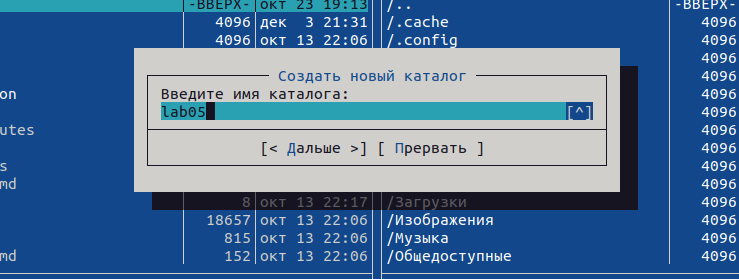 -ВВЕРХ- окт 23 19:13 /.. -ВВЕРХ-
4096 дек 3 21:31 /.cache 4096
4096 окт 13 22:06 /.config 4096
4096
Создать новый каталог 4096
on Введите имя каталога: 4096
lab05 [^] 4096
utes 4096
[< Дальше >] [ Прервать ] 4096
s 4096
md 4096
8 окт 13 22:17 /Загрузки 4096
18657 окт 13 22:06 /Изображения 4096
815 окт 13 22:06 /Музыка 4096
md 152 окт 13 22:06 /Общедоступные 4096